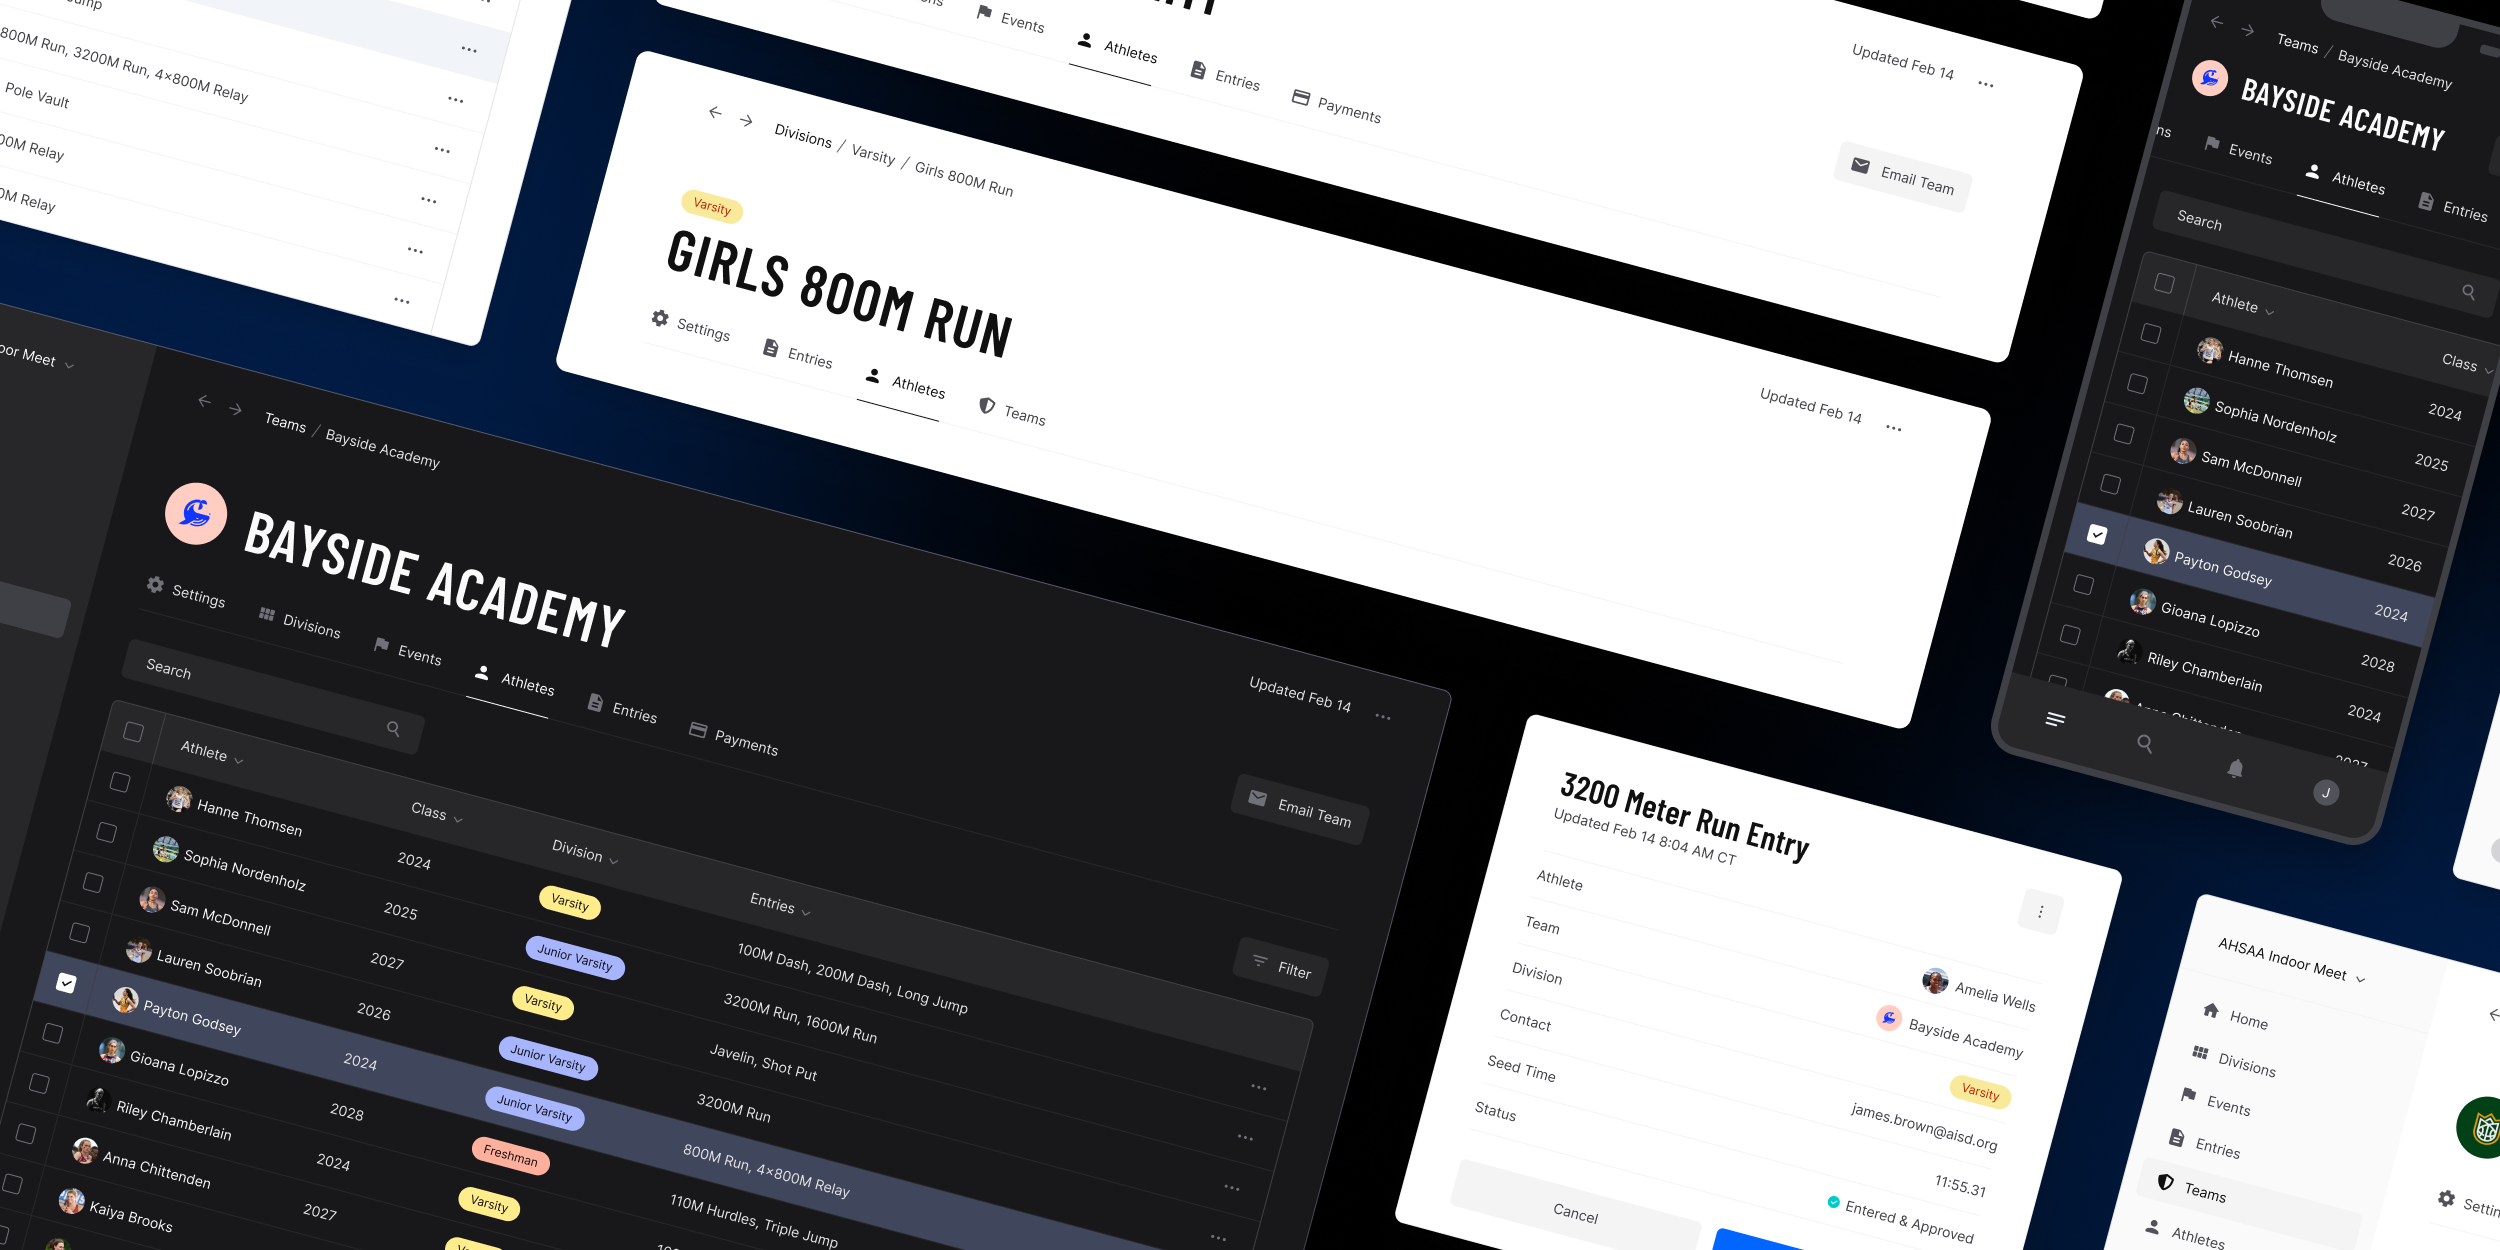 800M Run, 3200M Run, 4×800M Relay
Pole Vault
Relay
Relay
Events
Athletes
Entries
Payments
Updated Feb 14
Email Team
Divisions / Varsity / Girls 800M Run
Varsity
GIRLS 800M RUN
Settings
Entries
Athletes
Teams
Updated Feb 14
Teams / Bayside Academy
BAYSIDE ACADEMY
Events
Athletes
Entries
Search
Athlete Class
Hanne Thomsen 2024
Sophia Nordenholz 2025
Sam McDonnell 2027
Lauren Soobrian 2026
Payton Godsey 2024
Gioana Lopizzo 2028
Riley Chamberlain 2024
Anna Chittenden 2027
J
Meet
Teams / Bayside Academy
BAYSIDE ACADEMY
Settings
Divisions
Events
Athletes
Entries
Payments
Updated Feb 14
Email Team
Search
Filter
Athlete Class Division Entries
Hanne Thomsen 2024 Varsity 100M Dash, 200M Dash, Long Jump
Sophia Nordenholz 2025 Junior Varsity 3200M Run, 1600M Run
Sam McDonnell 2027 Varsity Javelin, Shot Put
Lauren Soobrian 2026 Junior Varsity 3200M Run
Payton Godsey 2024 Junior Varsity 800M Run, 4×800M Relay
Gioana Lopizzo 2028 Freshman 110M Hurdles, Triple Jump
Riley Chamberlain 2024 Varsity
Anna Chittenden 2027
Kaiya Brooks
3200 Meter Run Entry
Updated Feb 14 8:04 AM CT
Athlete Amelia Wells
Team Bayside Academy
Division Varsity
Contact james.brown@aisd.org
Seed Time 11:55.31
Status Entered & Approved
Cancel
AHSAA Indoor Meet
Home
Divisions
Events
Entries
Teams
Athletes